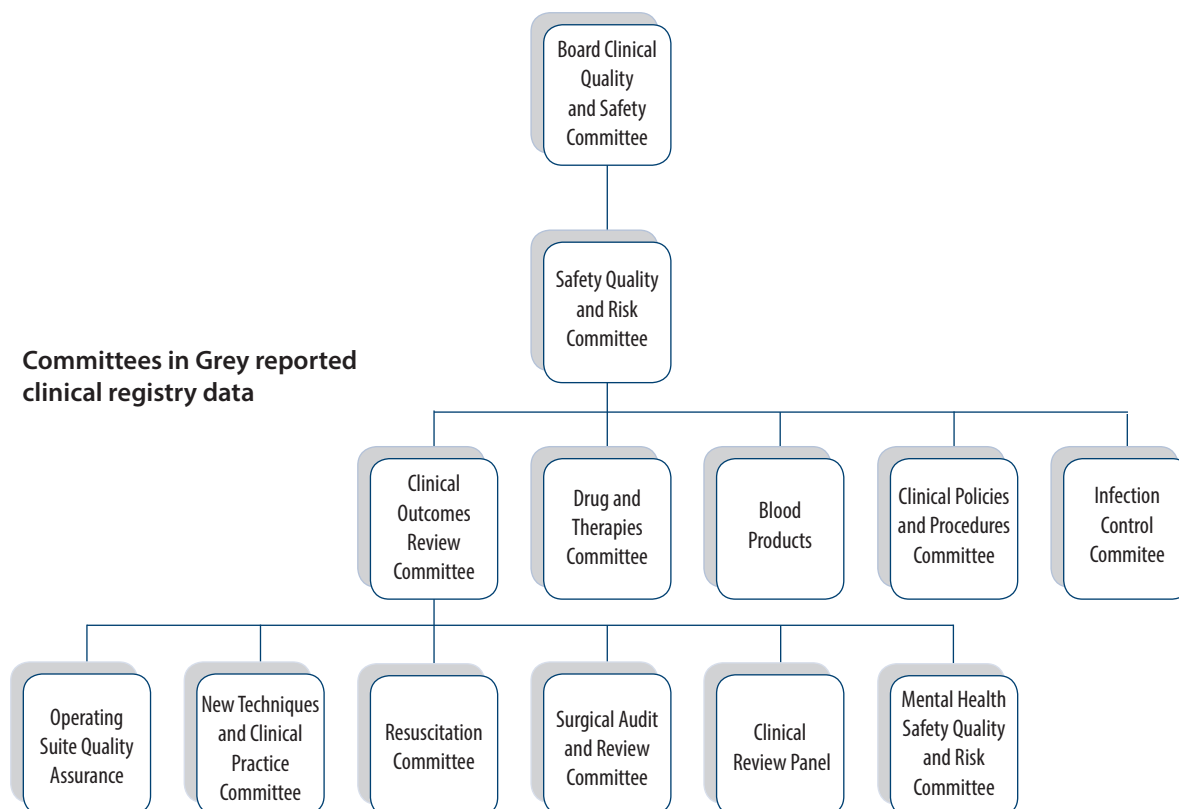 Board Clinical
Quality
and Safety
Committee
Safety Quality
and Risk
Committee
Committees in Grey reported
clinical registry data
Clinical
Outcomes
Review
Committee
Drug and
Therapies
Committee
Blood
Products
Clinical Policies
and Procedures
Committee
Infection
Control
Commitee
Operating
Suite Quality
Assurance
New Techniques
and Clinical
Practice
Committee
Resuscitation
Committee
Surgical Audit
and Review
Committee
Clinical
Review Panel
Mental Health
Safety Quality
and Risk
Committee